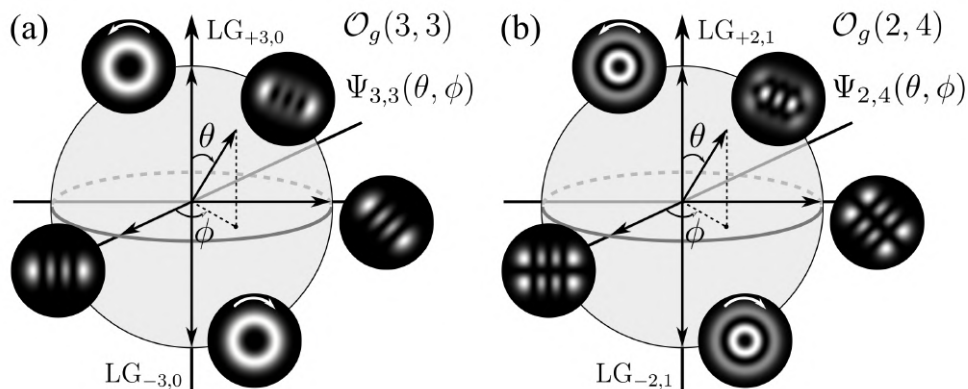 (a)
LG₊₃,₀
𝒪g(3, 3)
Ψ₃,₃(θ, ϕ)
θ
ϕ
LG₋₃,₀
(b)
LG₊₂,₁
𝒪g(2, 4)
Ψ₂,₄(θ, ϕ)
θ
ϕ
LG₋₂,₁